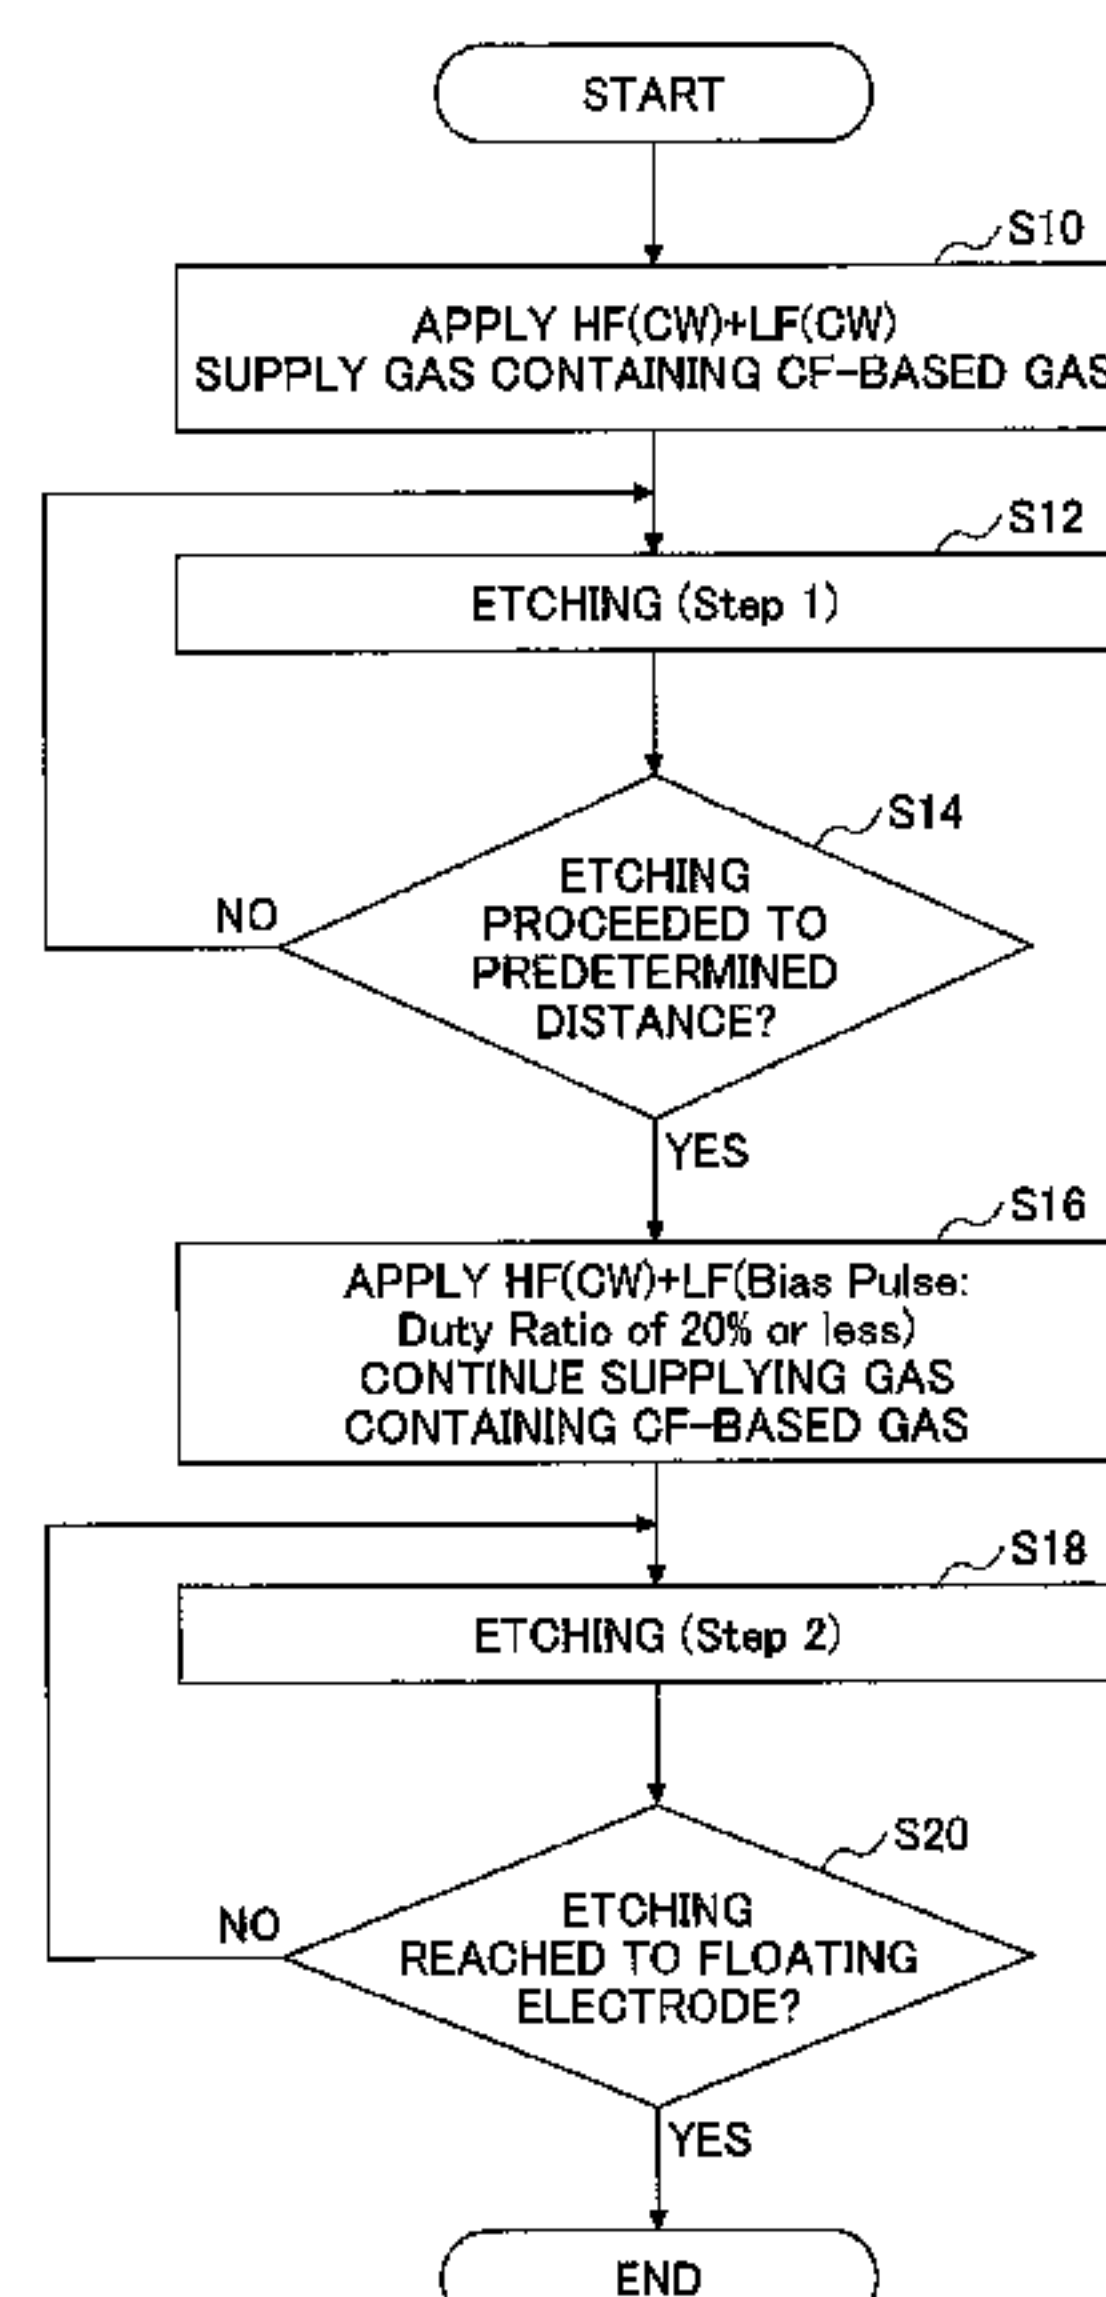 START
S10
APPLY HF(CW)+LF(CW)
SUPPLY GAS CONTAINING CF-BASED GAS
S12
ETCHING (Step 1)
S14
ETCHING
PROCEEDED TO
PREDETERMINED
DISTANCE?
NO
YES
S16
APPLY HF(CW)+LF(Bias Pulse:
Duty Ratio of 20% or less)
CONTINUE SUPPLYING GAS
CONTAINING CF-BASED GAS
S18
ETCHING (Step 2)
S20
ETCHING
REACHED TO FLOATING
ELECTRODE?
NO
YES
END